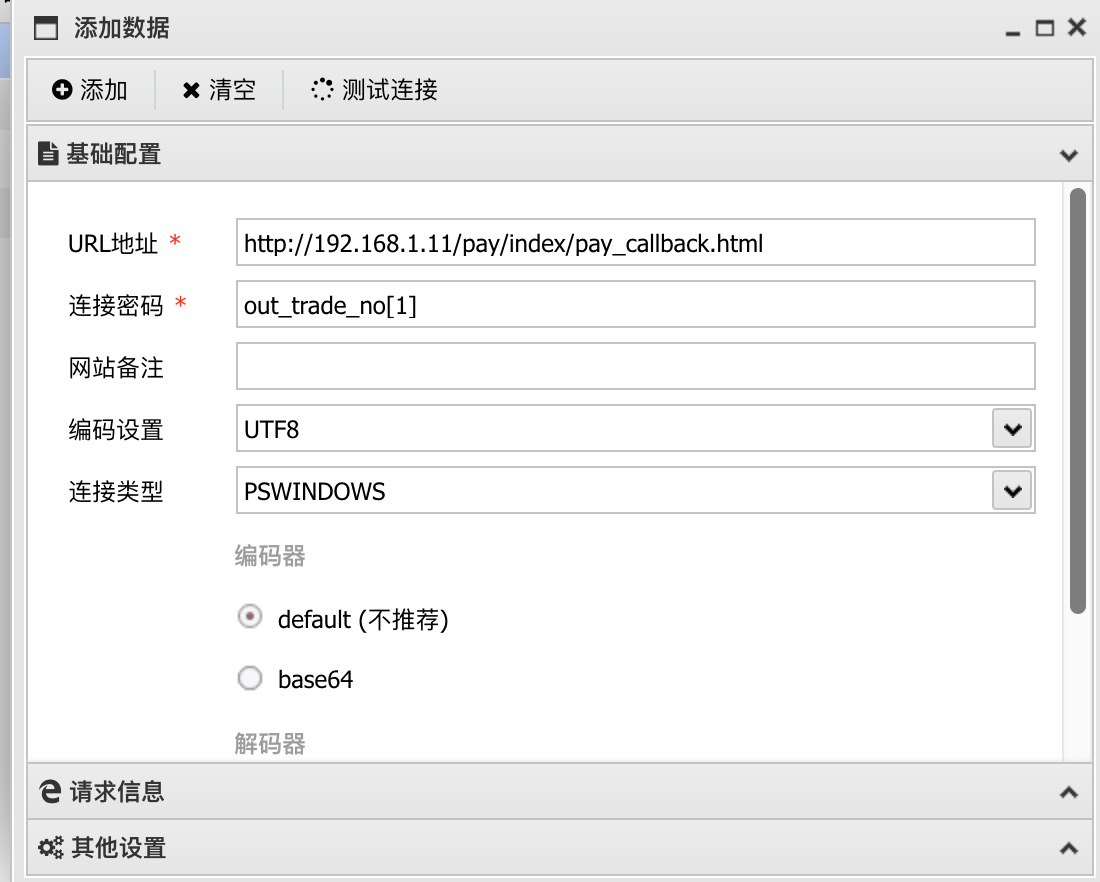 添加数据
添加 清空 测试连接
基础配置
URL地址 * http://192.168.1.11/pay/index/pay_callback.html
连接密码 * out_trade_no[1]
网站备注
编码设置 UTF8
连接类型 PSWINDOWS
编码器
default (不推荐)
base64
解码器
请求信息
其他设置